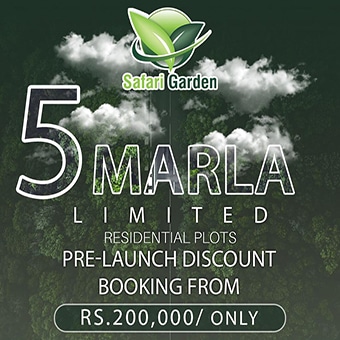 Safari Garden
5 MARLA
LIMITED
RESIDENTIAL PLOTS
PRE-LAUNCH DISCOUNT
BOOKING FROM
RS.200,000/ ONLY